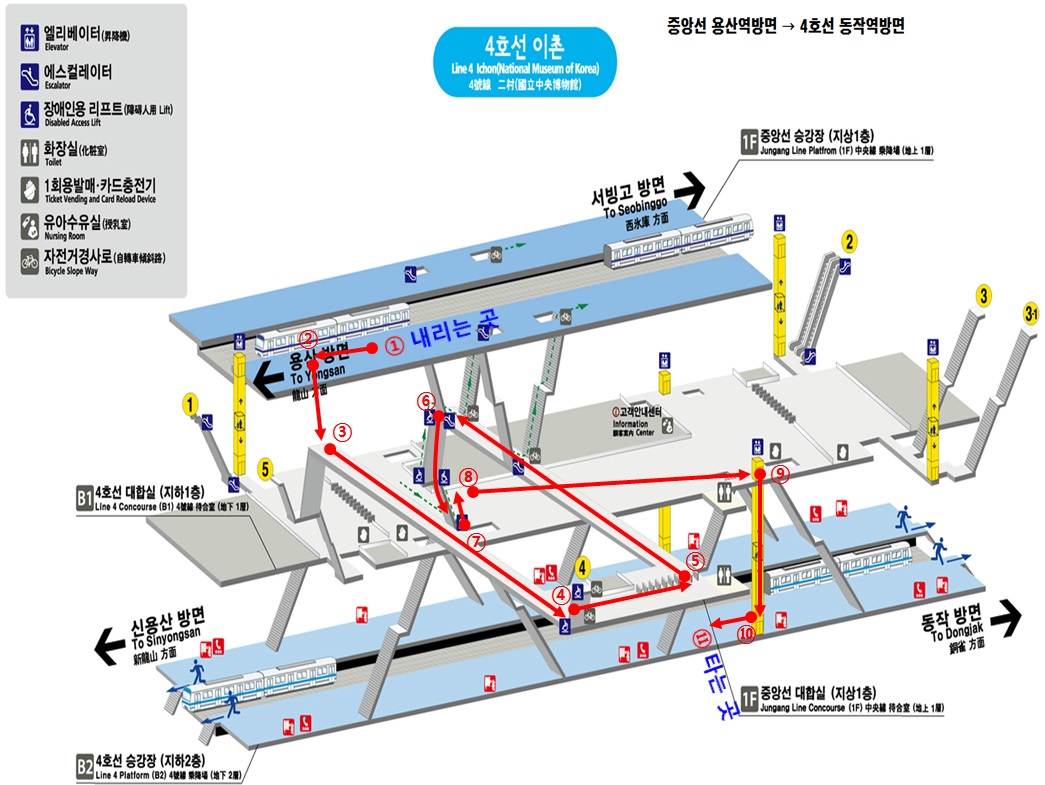 엘리베이터(昇降機)
Elevator
에스컬레이터
Escalator
장애인용 리프트(障碍人用 Lift)
Disabled Access Lift
화장실(化粧室)
Toilet
1회용발매·카드충전기
Ticket Vending and Card Reload Device
유아수유실(授乳室)
Nursing Room
자전거경사로(自轉車傾斜路)
Bicycle Slope Way
4호선 이촌
Line 4 Ichon(National Museum of Korea)
4號線 二村(國立中央博物館)
중앙선 용산역방면 → 4호선 동작역방면
1F 중앙선 승강장 (지상1층)
Jungang Line Platfrom (1F) 中央線 乘降場 (地上 1層)
서빙고 방면
To Seobinggo
西氷庫 方面
2
3
3-1
① 내리는 곳
②
용산 방면
To Yongsan
龍山 方面
1
5
③
⑥
ⓘ고객안내센터
Information
顧客案內 Center
⑧
⑨
B1 4호선 대합실 (지하1층)
Line 4 Concourse (B1) 4號線 待合室 (地下 1層)
⑦
4
④
⑤
⑩
⑪ 타는 곳
신용산 방면
To Sinyongsan
新龍山 方面
동작 방면
To Dongjak
銅雀 方面
1F 중앙선 대합실 (지상1층)
Jungang Line Concourse (1F) 中央線 待合室 (地上 1層)
B2 4호선 승강장 (지하2층)
Line 4 Platform (B2) 4號線 乘降場 (地下 2層)